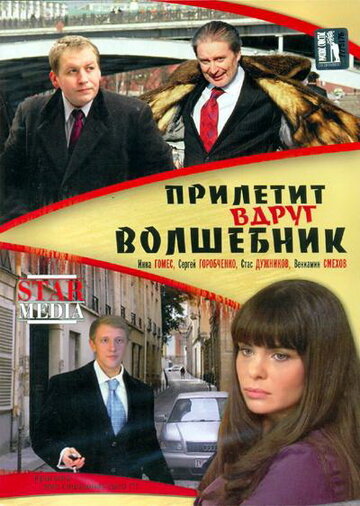 ПРИЛЕТИТ
ВДРУГ
ВОЛШЕБНИК
Инна ГОМЕС, Сергей ГОРОБЧЕНКО, Стас ДУЖНИКОВ, Вениамин СМЕХОВ
STAR
MEDIA